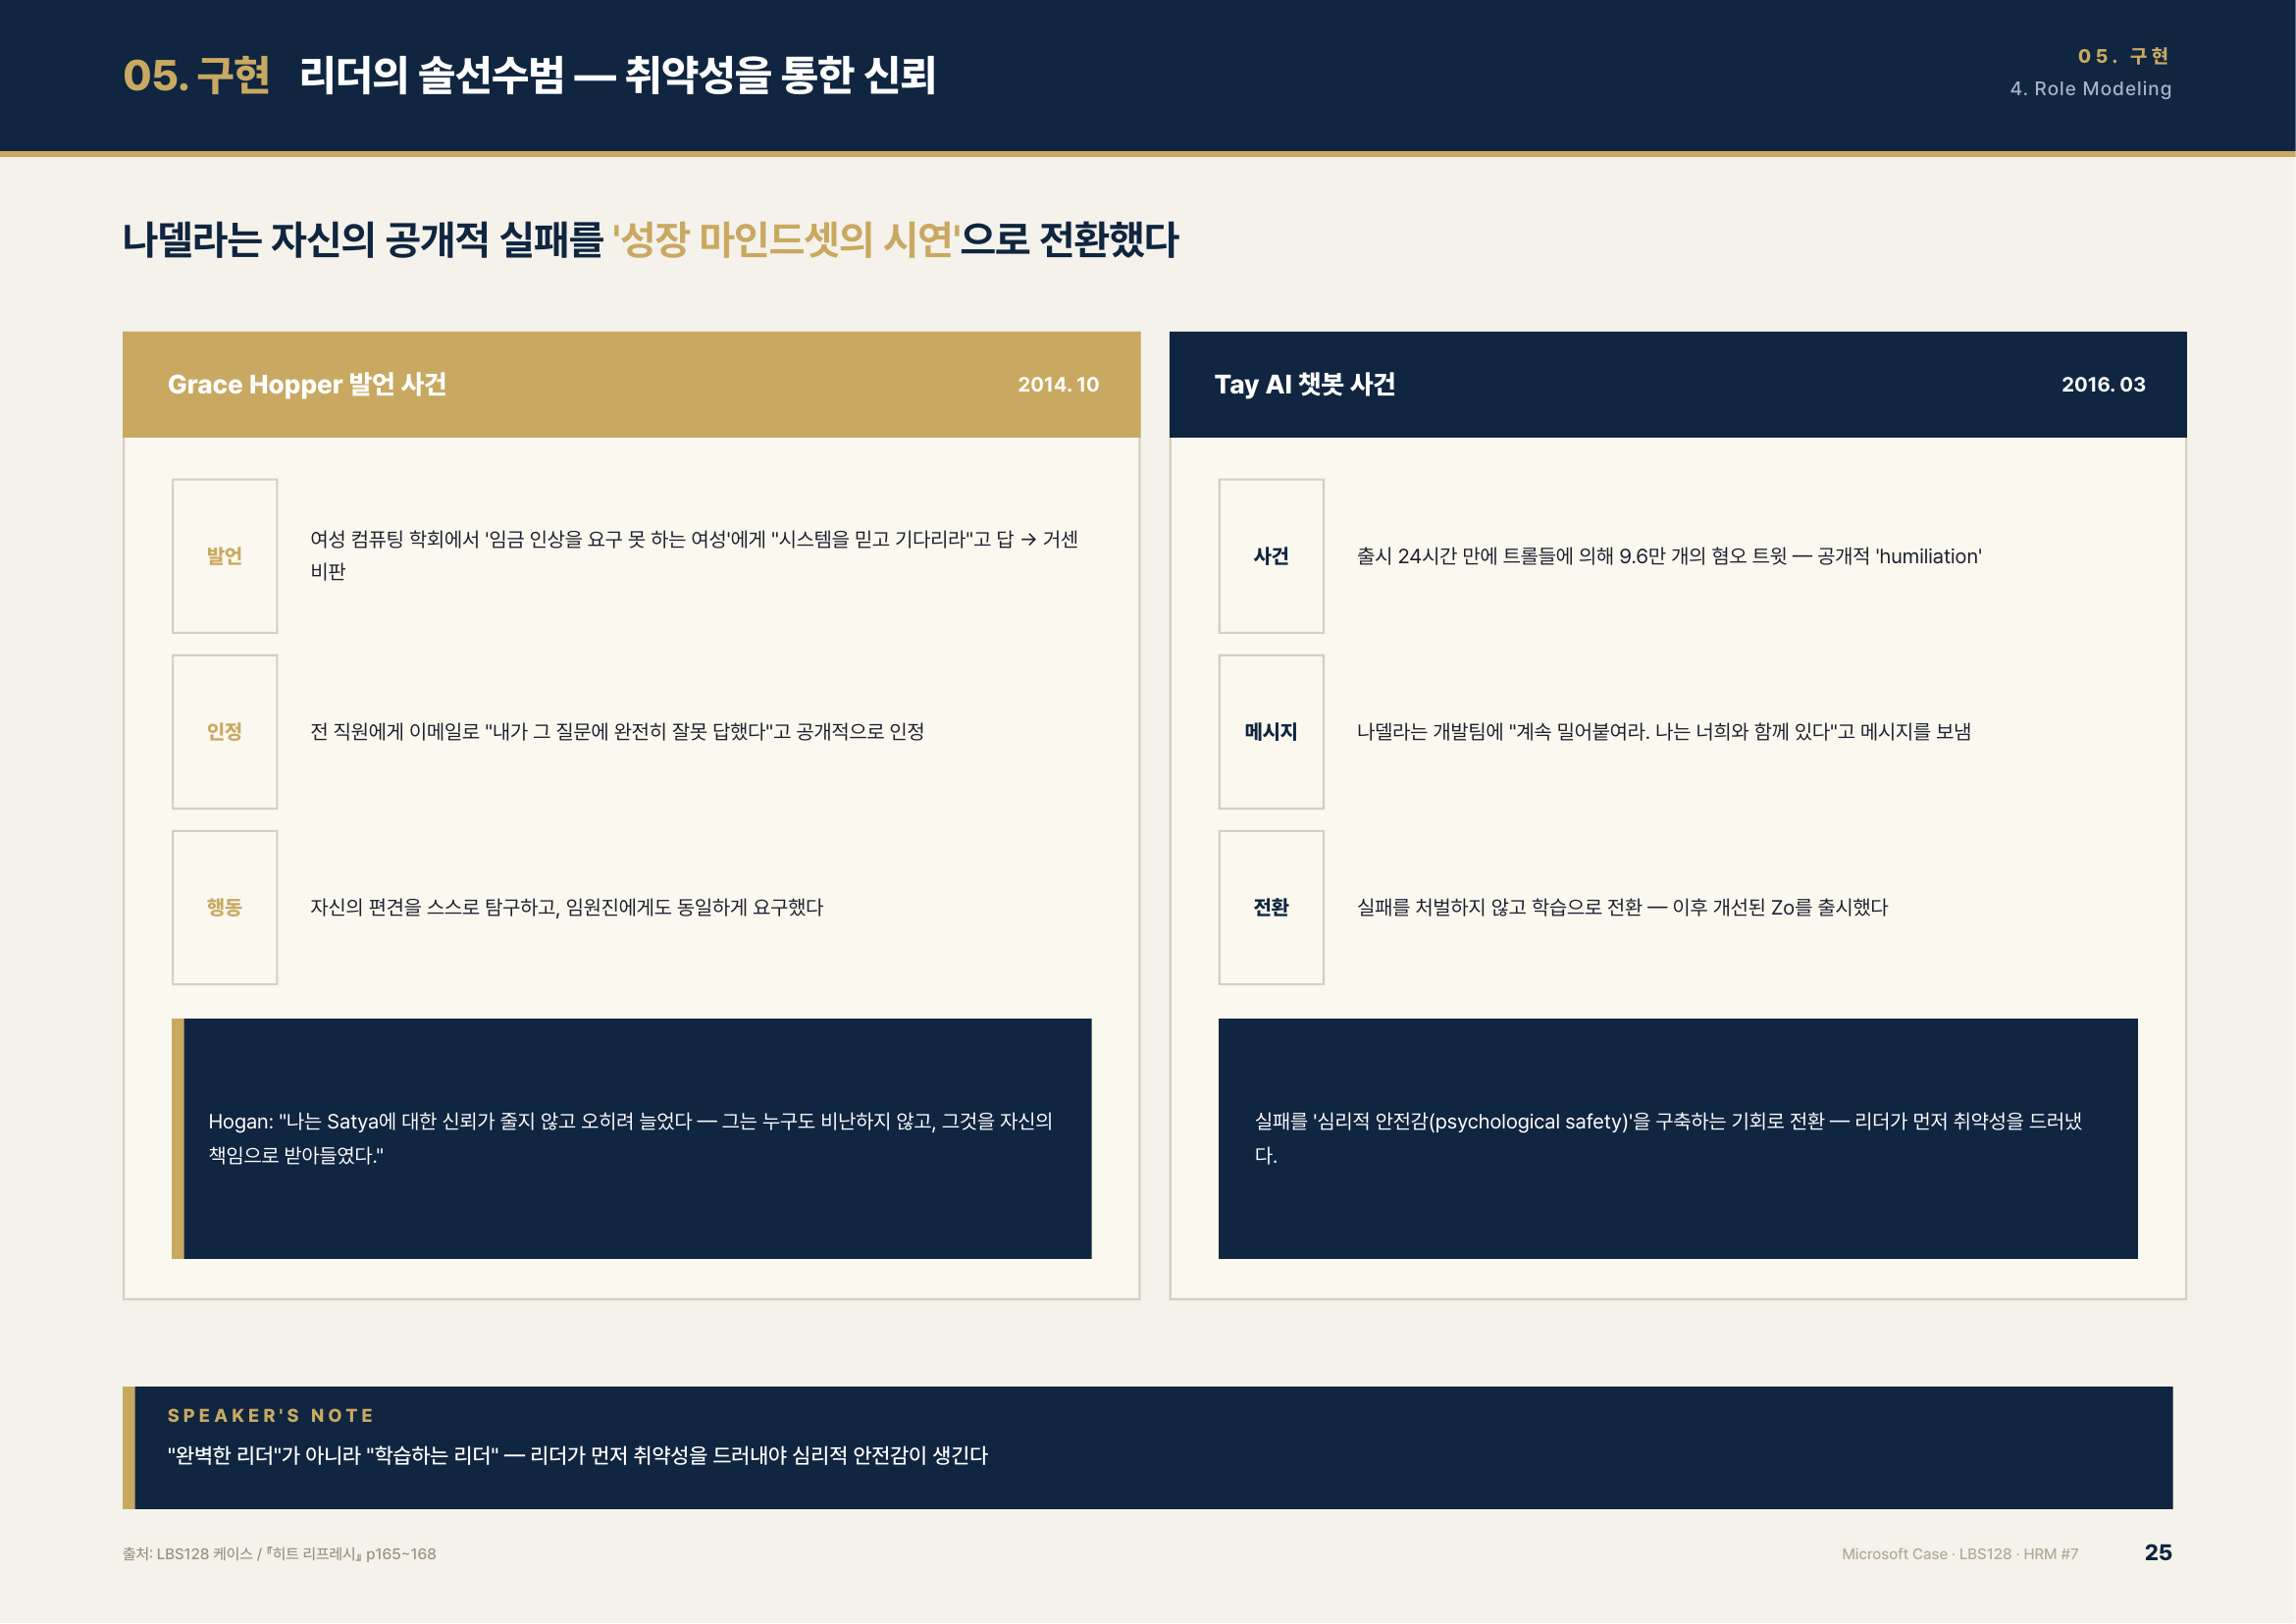 05. 구현 리더의 솔선수범 — 취약성을 통한 신뢰
05. 구현
4. Role Modeling
나델라는 자신의 공개적 실패를 '성장 마인드셋의 시연'으로 전환했다
Grace Hopper 발언 사건 2014. 10
발언
여성 컴퓨팅 학회에서 '임금 인상을 요구 못 하는 여성'에게 "시스템을 믿고 기다리라"고 답 → 거센
비판
인정
전 직원에게 이메일로 "내가 그 질문에 완전히 잘못 답했다"고 공개적으로 인정
행동
자신의 편견을 스스로 탐구하고, 임원진에게도 동일하게 요구했다
Hogan: "나는 Satya에 대한 신뢰가 줄지 않고 오히려 늘었다 — 그는 누구도 비난하지 않고, 그것을 자신의
책임으로 받아들였다."
Tay AI 챗봇 사건 2016. 03
사건
출시 24시간 만에 트롤들에 의해 9.6만 개의 혐오 트윗 — 공개적 'humiliation'
메시지
나델라는 개발팀에 "계속 밀어붙여라. 나는 너희와 함께 있다"고 메시지를 보냄
전환
실패를 처벌하지 않고 학습으로 전환 — 이후 개선된 Zo를 출시했다
실패를 '심리적 안전감(psychological safety)'을 구축하는 기회로 전환 — 리더가 먼저 취약성을 드러냈
다.
SPEAKER'S NOTE
"완벽한 리더"가 아니라 "학습하는 리더" — 리더가 먼저 취약성을 드러내야 심리적 안전감이 생긴다
출처: LBS128 케이스 / 『히트 리프레시』 p165~168
Microsoft Case · LBS128 · HRM #7 25